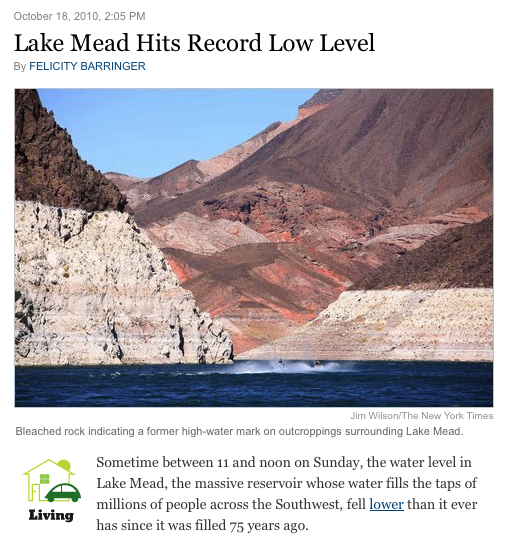 October 18, 2010, 2:05 PM
Lake Mead Hits Record Low Level
By FELICITY BARRINGER
Jim Wilson/The New York Times
Bleached rock indicating a former high-water mark on outcroppings surrounding Lake Mead.
Sometime between 11 and noon on Sunday, the water level in
Lake Mead, the massive reservoir whose water fills the taps of
millions of people across the Southwest, fell lower than it ever
has since it was filled 75 years ago.
Living